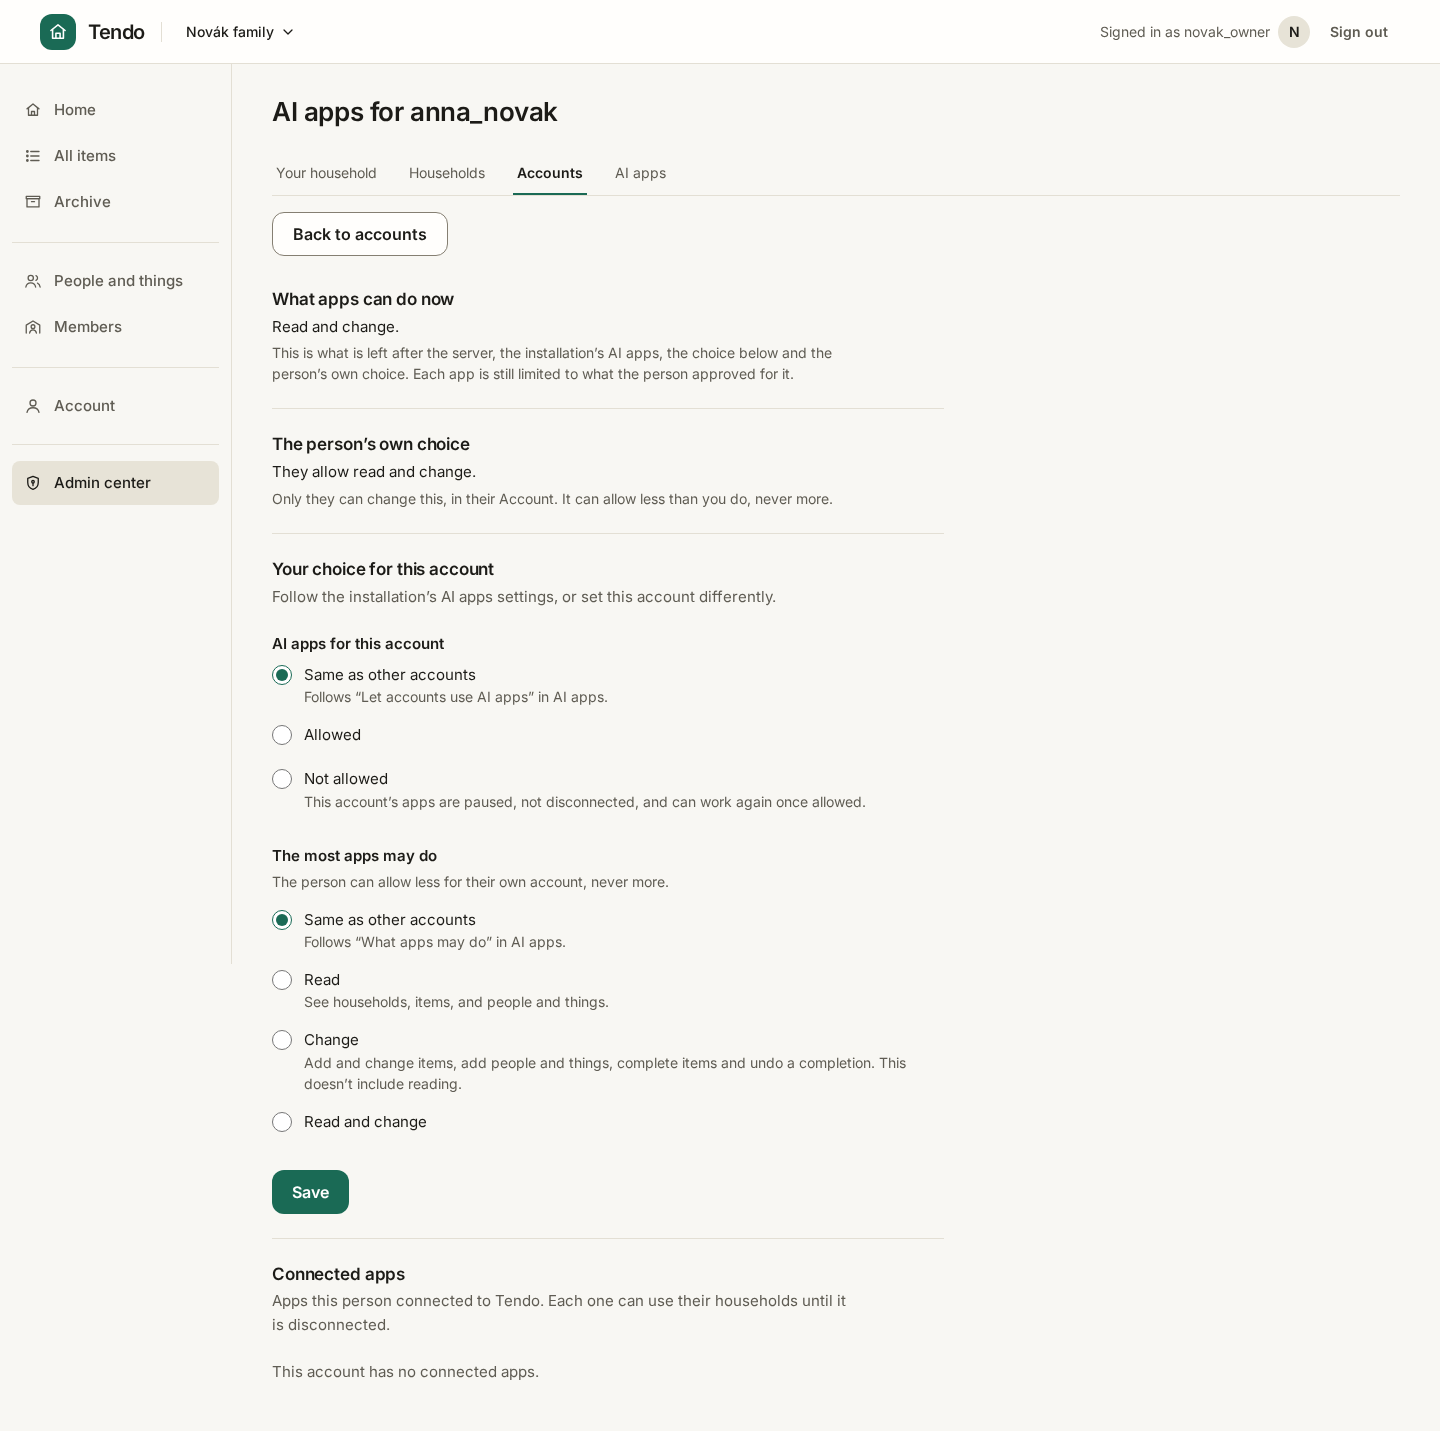 Tendo
Novák family
Signed in as novak_owner
N
Sign out
Home
All items
Archive
People and things
Members
Account
Admin center
AI apps for anna_novak
Your household
Households
Accounts
AI apps
Back to accounts
What apps can do now
Read and change.
This is what is left after the server, the installation’s AI apps, the choice below and the
person’s own choice. Each app is still limited to what the person approved for it.
The person’s own choice
They allow read and change.
Only they can change this, in their Account. It can allow less than you do, never more.
Your choice for this account
Follow the installation’s AI apps settings, or set this account differently.
AI apps for this account
Same as other accounts
Follows “Let accounts use AI apps” in AI apps.
Allowed
Not allowed
This account’s apps are paused, not disconnected, and can work again once allowed.
The most apps may do
The person can allow less for their own account, never more.
Same as other accounts
Follows “What apps may do” in AI apps.
Read
See households, items, and people and things.
Change
Add and change items, add people and things, complete items and undo a completion. This
doesn’t include reading.
Read and change
Save
Connected apps
Apps this person connected to Tendo. Each one can use their households until it
is disconnected.
This account has no connected apps.